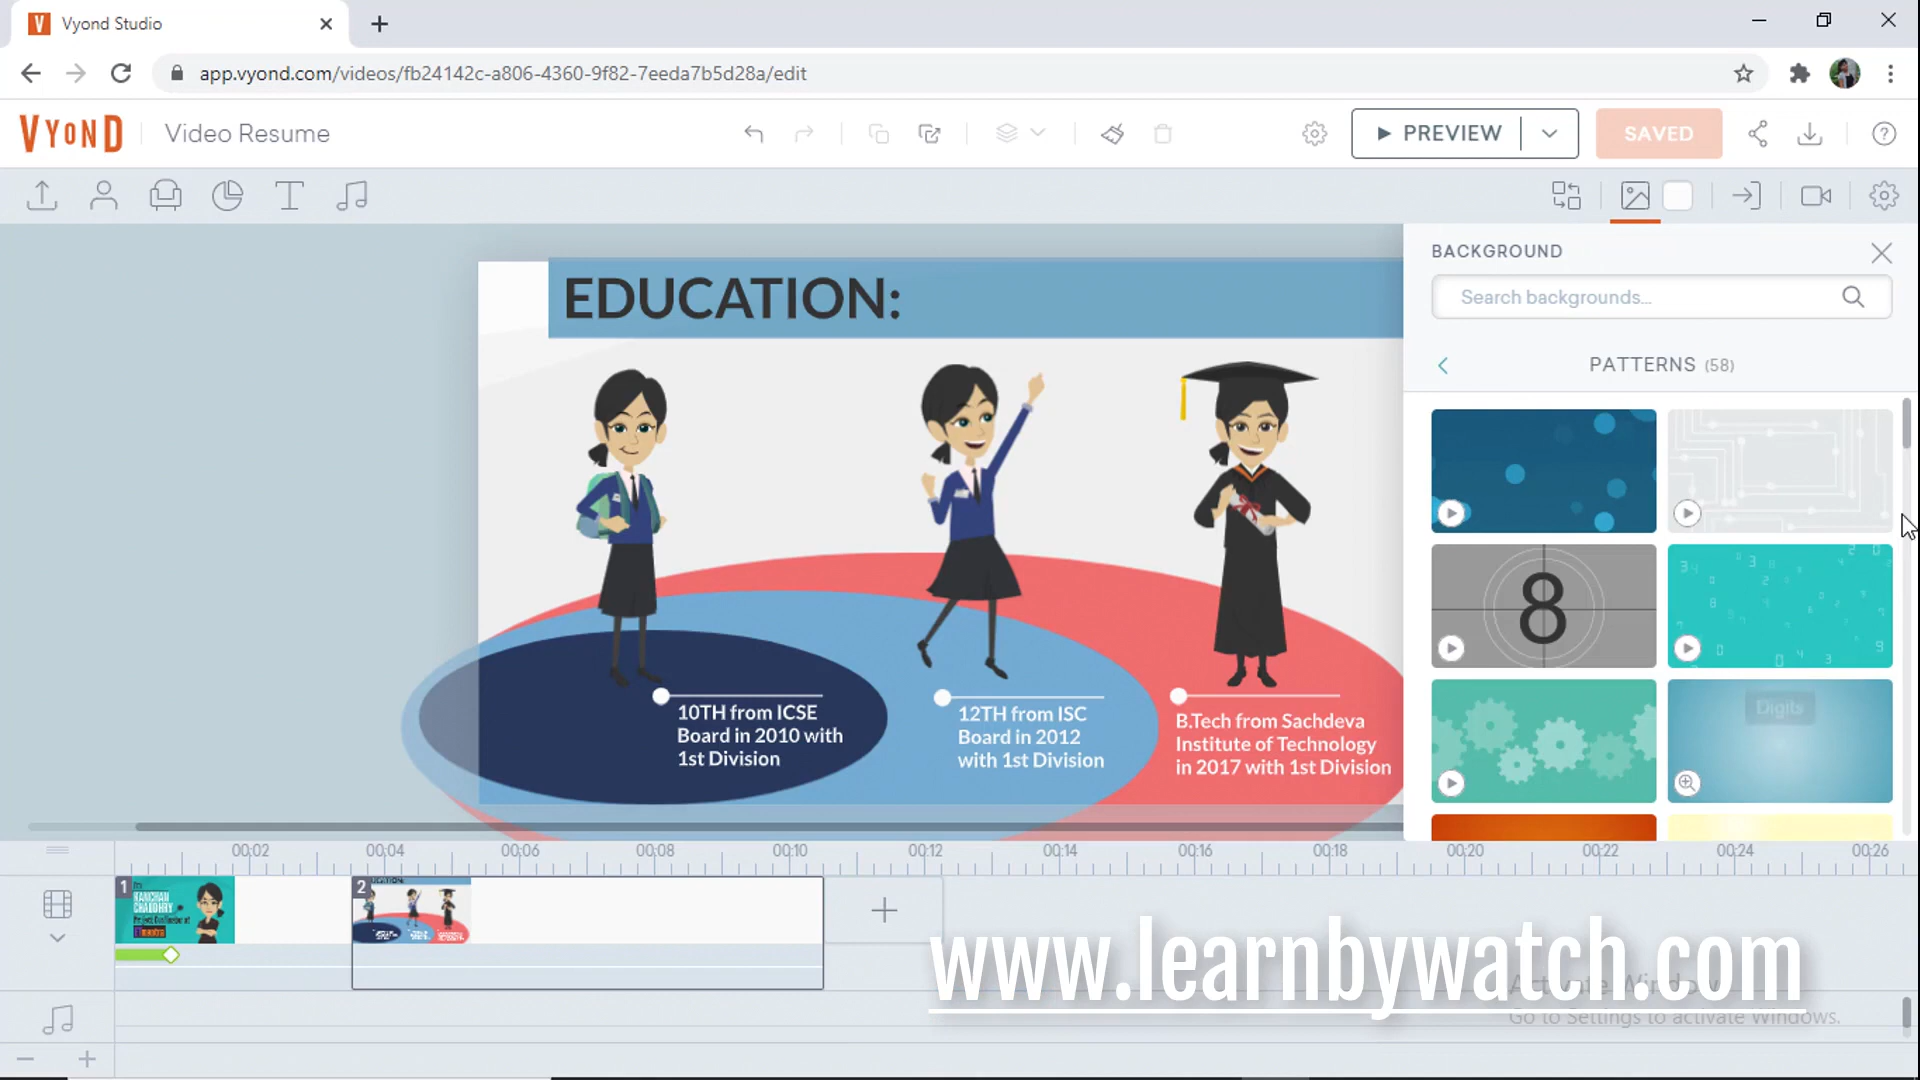 Vyond Studio
app.vyond.com/videos/fb24142c-a806-4360-9f82-7eeda7b5d28a/edit
VYOND
Video Resume
PREVIEW
SAVED
BACKGROUND
Search backgrounds...
PATTERNS (58)
8
Digits
EDUCATION:
10TH from ICSE
Board in 2010 with
1st Division
12TH from ISC
Board in 2012
with 1st Division
B.Tech from Sachdeva
Institute of Technology
in 2017 with 1st Division
00:02 00:04 00:06 00:08 00:10 00:12 00:14 00:16 00:18 00:20 00:22 00:24 00:26
1
KANCHAN
CHAUDHRY
2
www.learnbywatch.com
Activate Windows
Go to Settings to activate Windows.